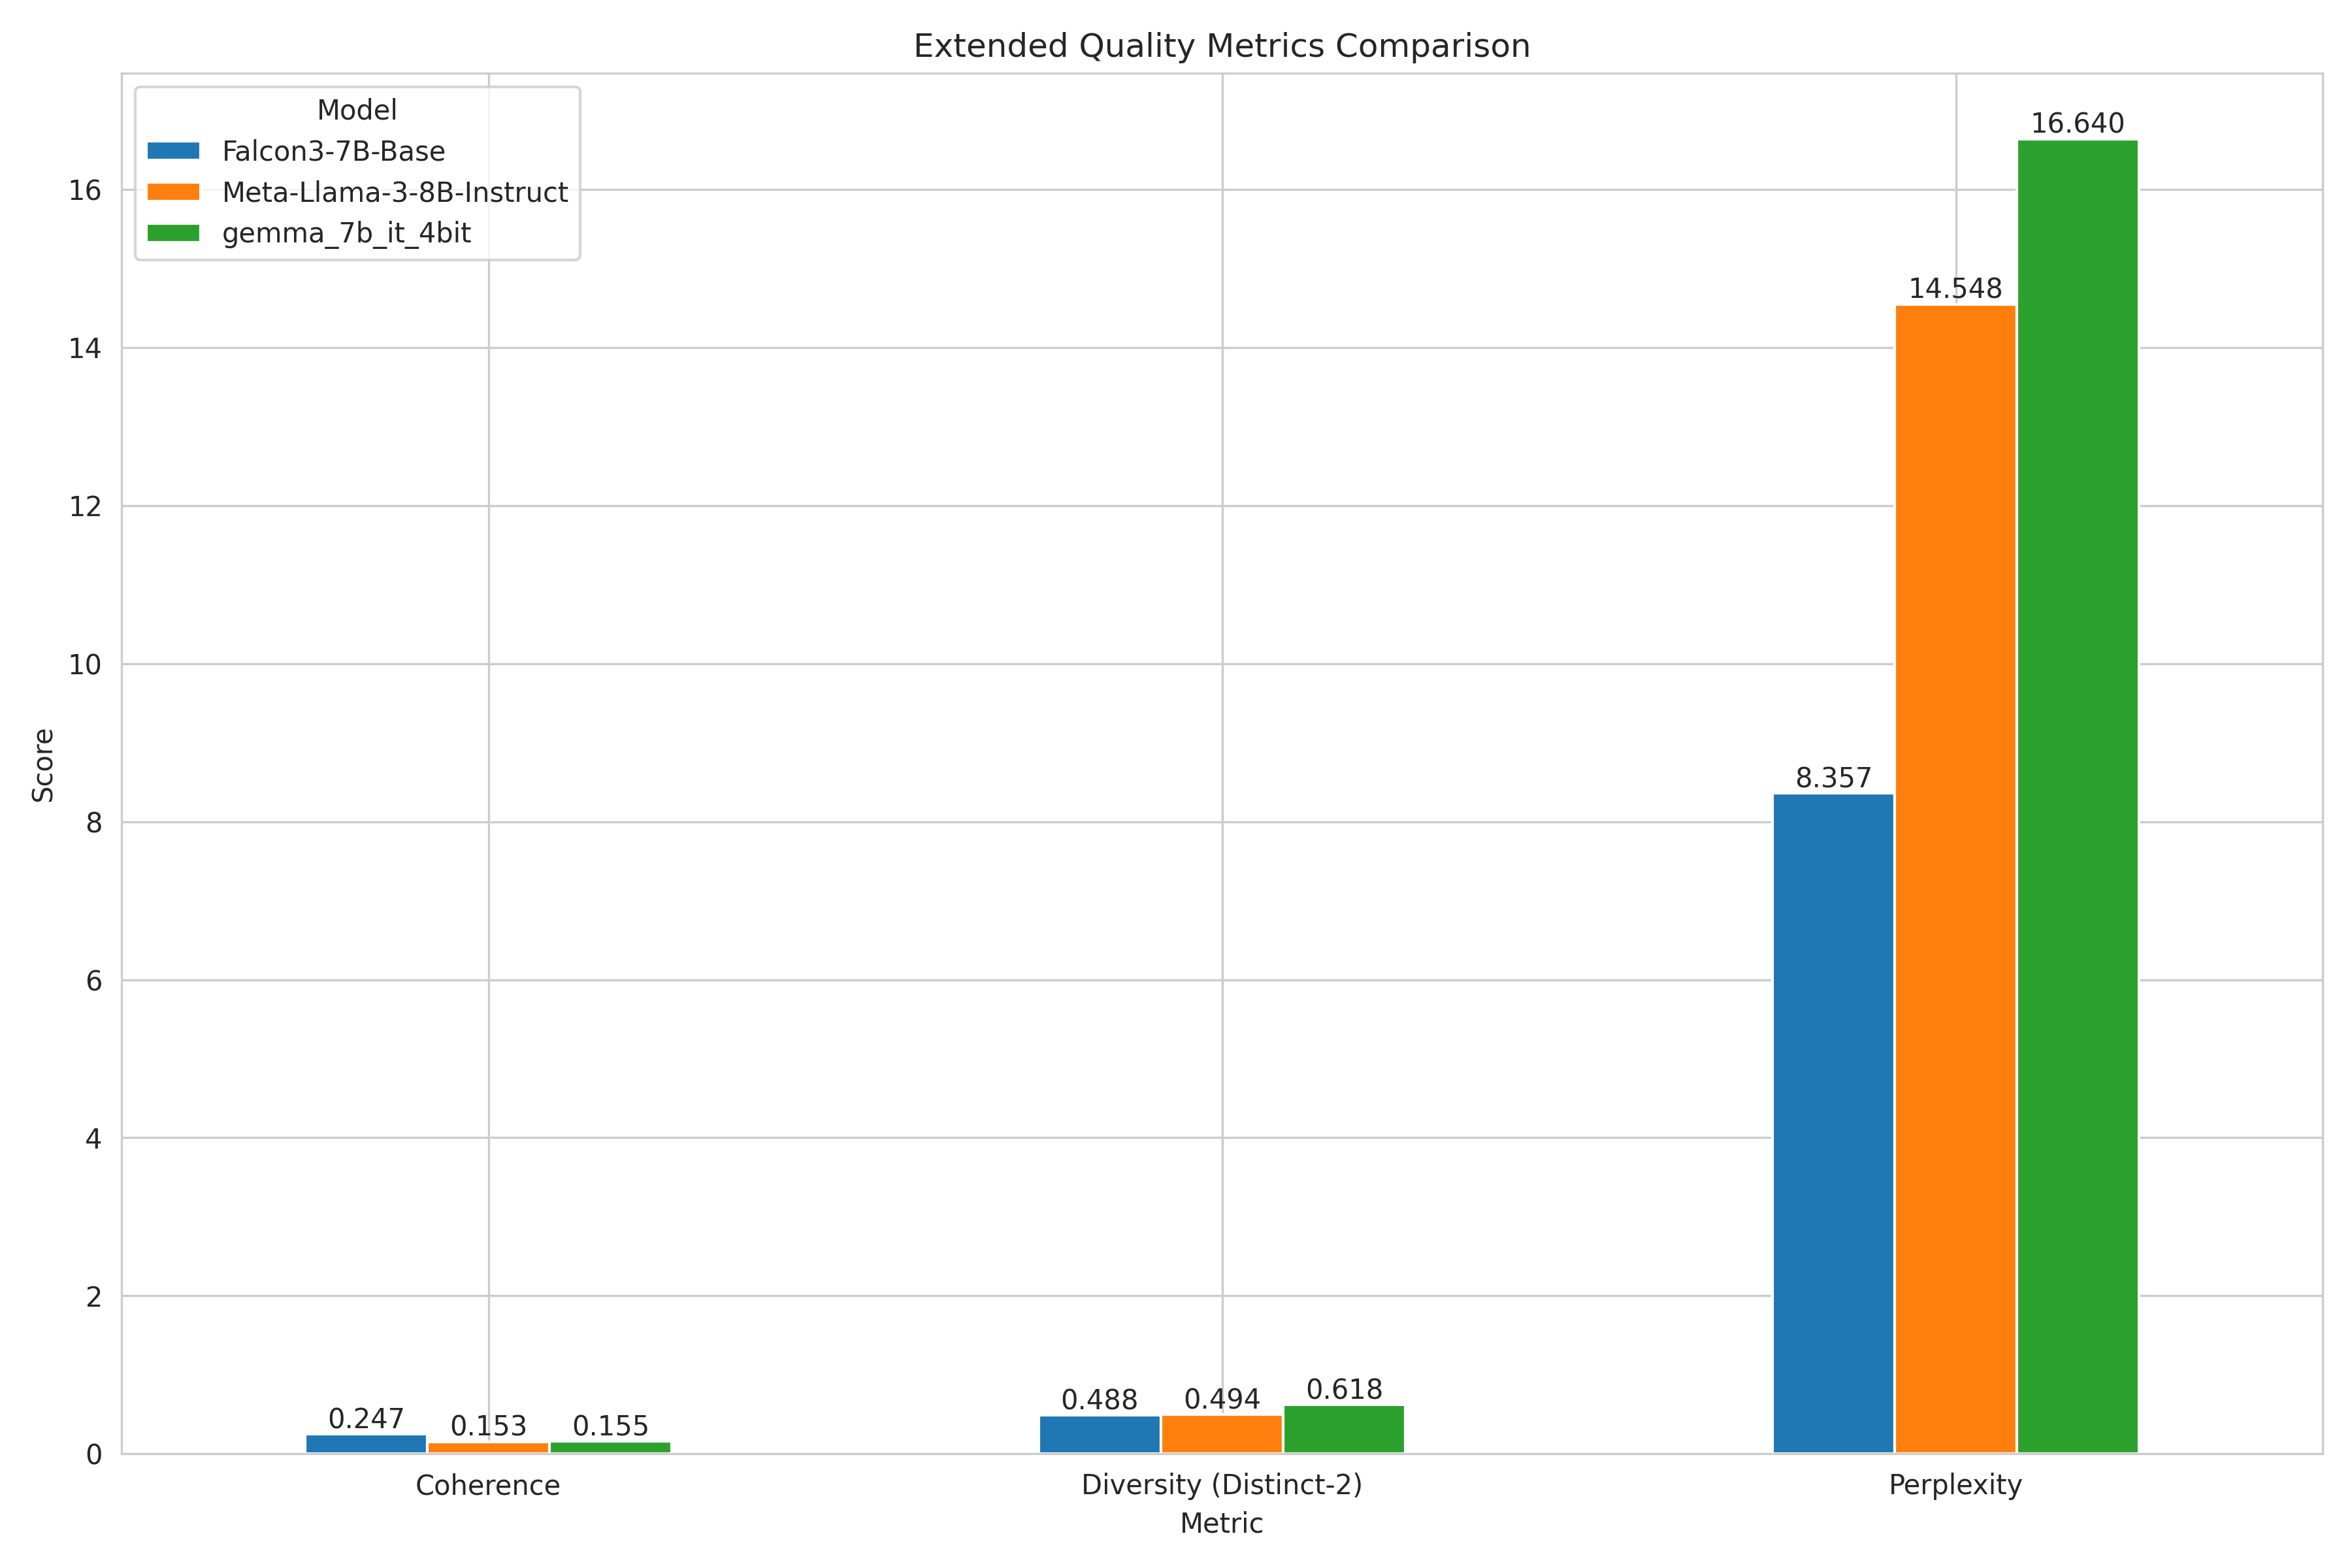 Extended Quality Metrics Comparison
Model
Falcon3-7B-Base
Meta-Llama-3-8B-Instruct
gemma_7b_it_4bit
Score
16
14
12
10
8
6
4
2
0
0.247
0.153
0.155
0.488
0.494
0.618
8.357
14.548
16.640
Coherence
Diversity (Distinct-2)
Perplexity
Metric